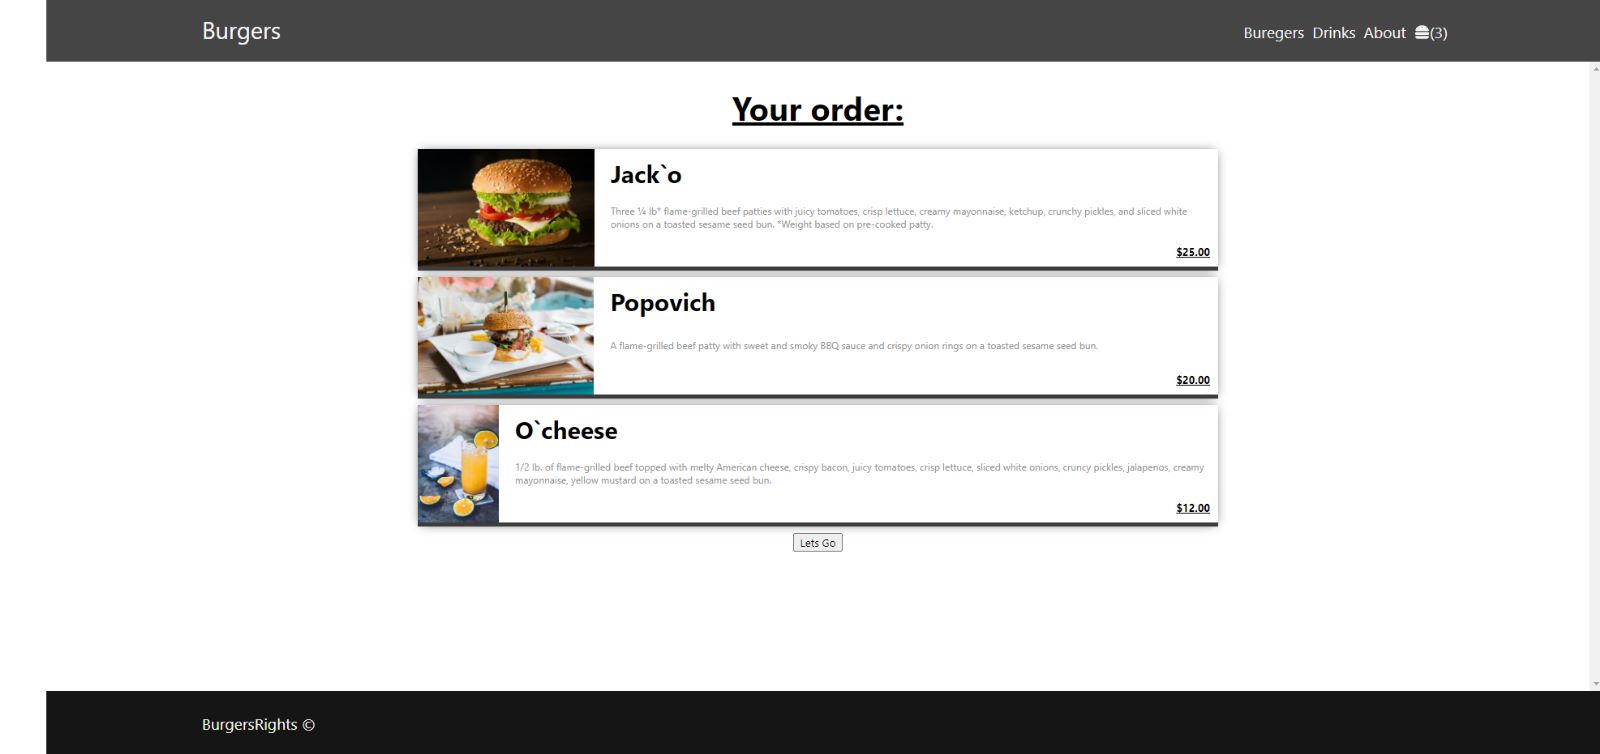 Burgers
Buregers Drinks About (3)
Your order:
Jack`o
Three ¼ lb* flame-grilled beef patties with juicy tomatoes, crisp lettuce, creamy mayonnaise, ketchup, crunchy pickles, and sliced white
onions on a toasted sesame seed bun. *Weight based on pre-cooked patty.
$25.00
Popovich
A flame-grilled beef patty with sweet and smoky BBQ sauce and crispy onion rings on a toasted sesame seed bun.
$20.00
O`cheese
1/2 lb. of flame-grilled beef topped with melty American cheese, crispy bacon, juicy tomatoes, crisp lettuce, sliced white onions, cruncy pickles, jalapenos, creamy
mayonnaise, yellow mustard on a toasted sesame seed bun.
$12.00
Lets Go
BurgersRights ©